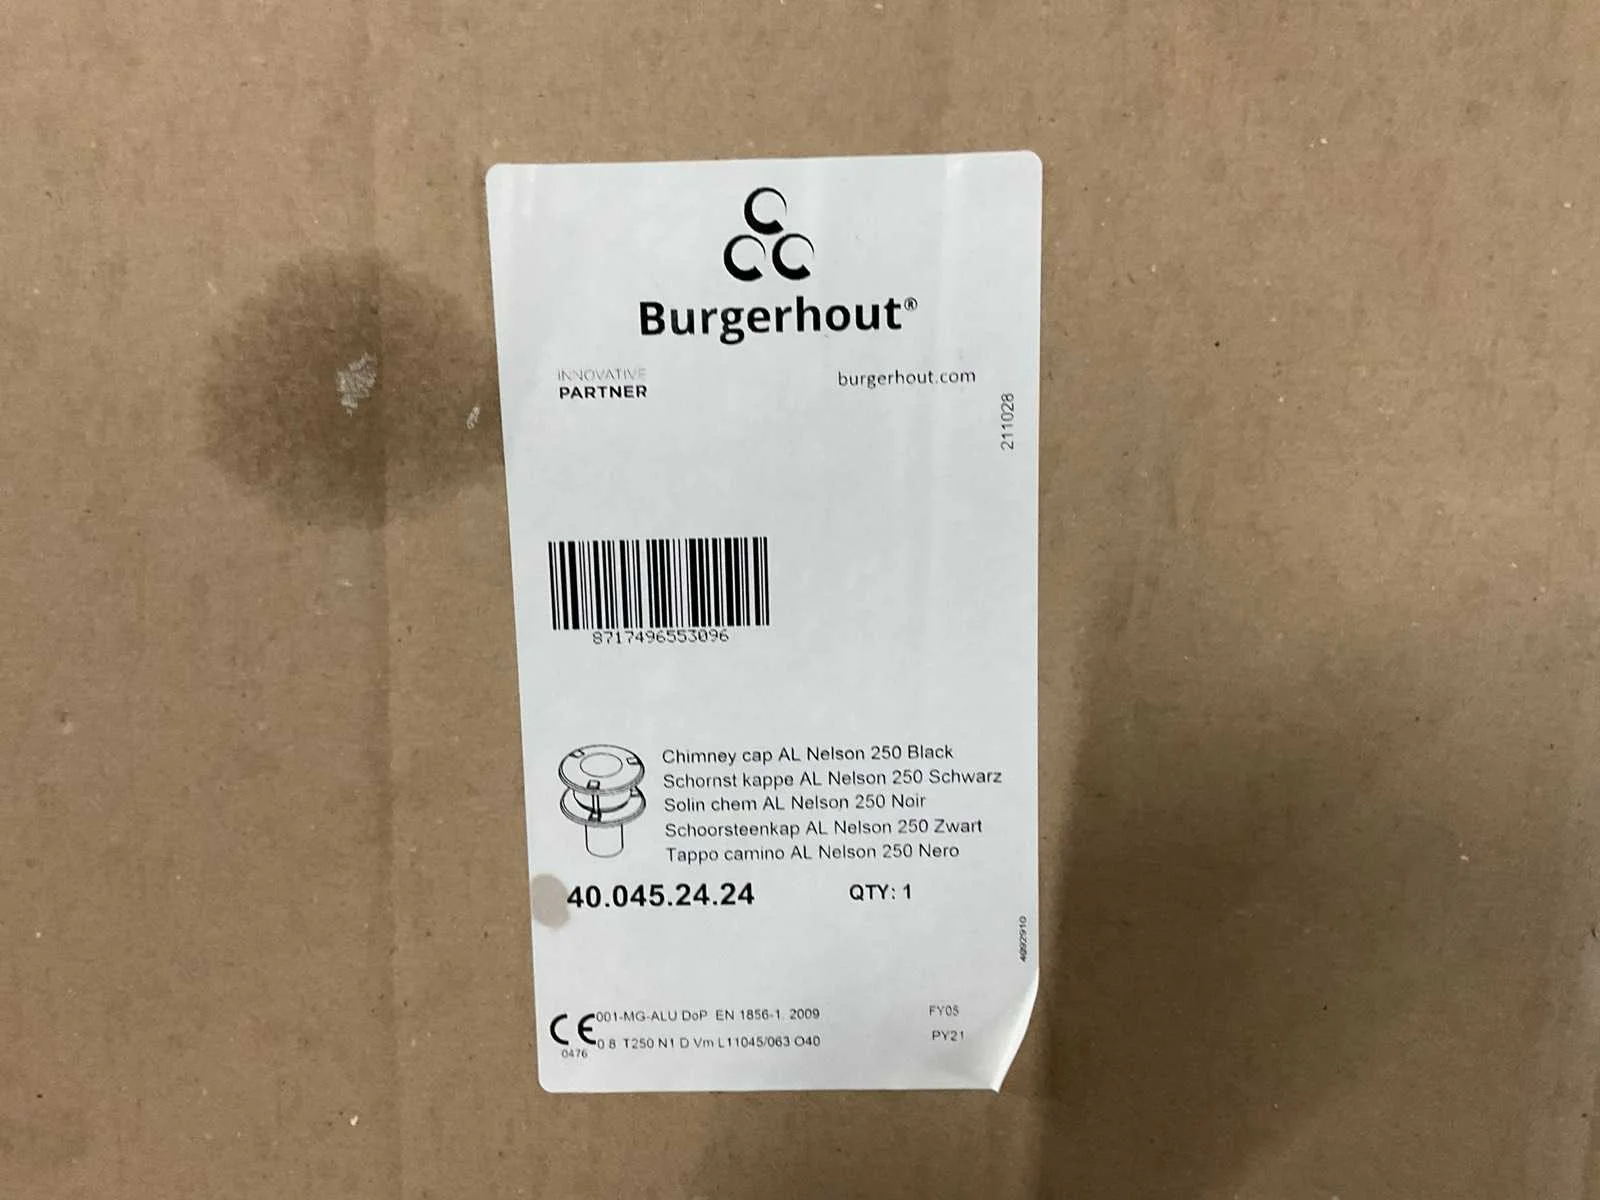 Burgerhout®
INNOVATIVE
PARTNER
burgerhout.com
211028
8717496553096
Chimney cap AL Nelson 250 Black
Schornst kappe AL Nelson 250 Schwarz
Solin chem AL Nelson 250 Noir
Schoorsteenkap AL Nelson 250 Zwart
Tappo camino AL Nelson 250 Nero
40.045.24.24
QTY: 1
4092910
CE
001-MG-ALU DoP EN 1856-1. 2009
0.8 T250 N1 D Vm L11045/063 O40
0476
FY05
PY21